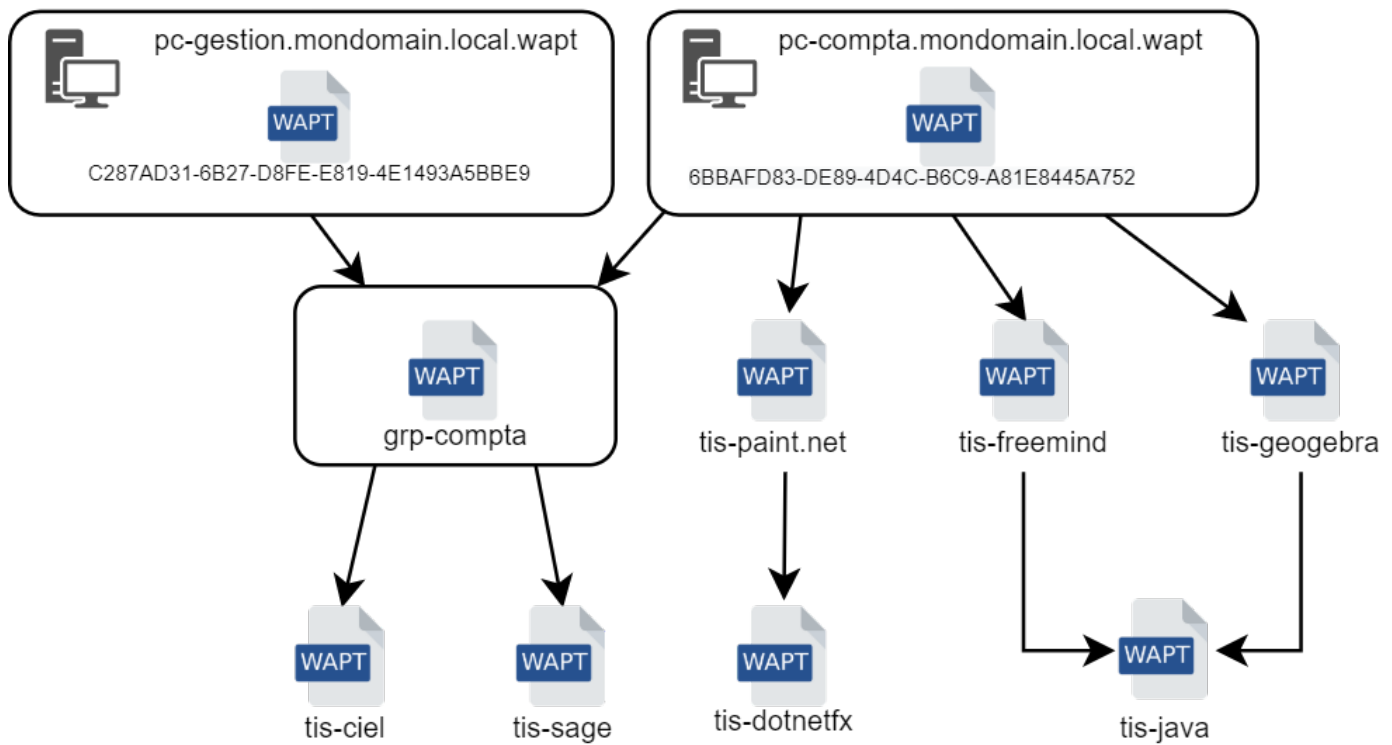 pc-gestion.mondomain.local.wapt
WAPT
C287AD31-6B27-D8FE-E819-4E1493A5BBE9
pc-compta.mondomain.local.wapt
WAPT
6BBAFD83-DE89-4D4C-B6C9-A81E8445A752
WAPT
grp-compta
WAPT
tis-paint.net
WAPT
tis-freemind
WAPT
tis-geogebra
WAPT
tis-ciel
WAPT
tis-sage
WAPT
tis-dotnetfx
WAPT
tis-java